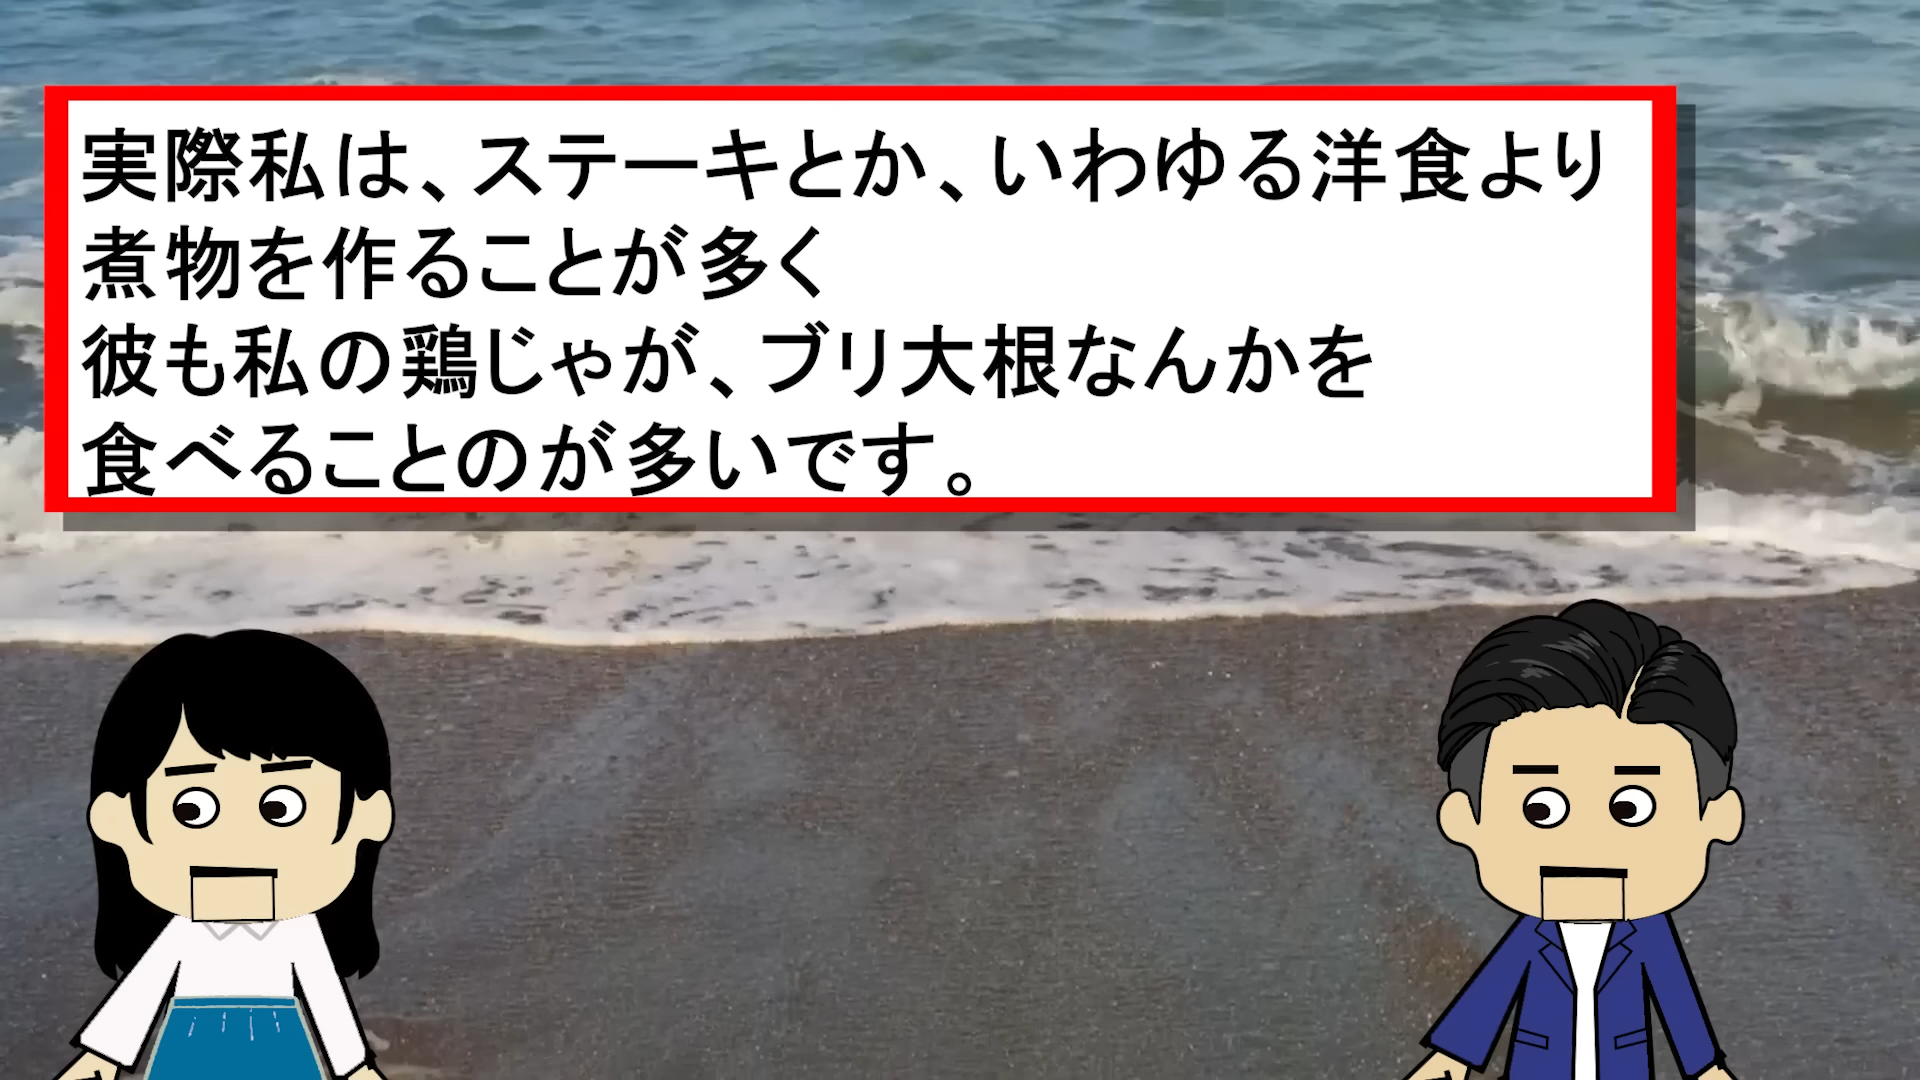 実際私は、ステーキとか、いわゆる洋食より
煮物を作ることが多く
彼も私の鶏じゃが、ブリ大根なんかを
食べることのが多いです。